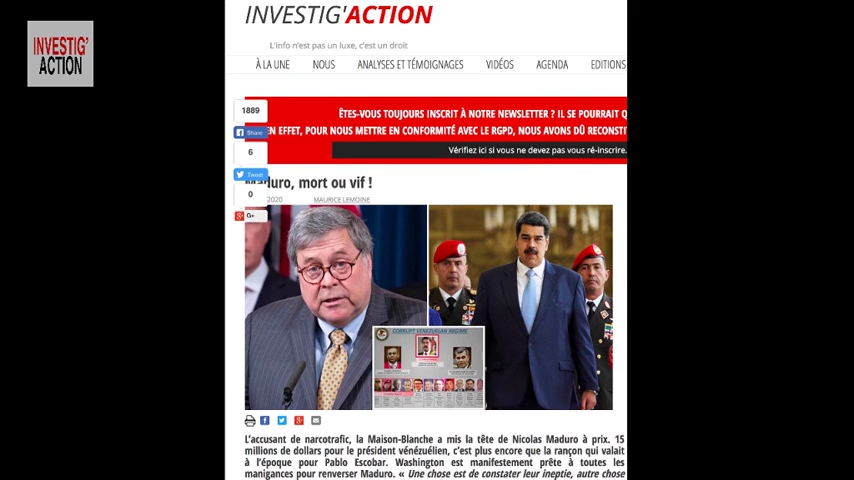 INVESTIG'ACTION
INVESTIG'
ACTION
L'info n'est pas un luxe, c'est un droit
À LA UNE NOUS ANALYSES ET TÉMOIGNAGES VIDÉOS AGENDA EDITIONS
1889
Share
6
Tweet
0
G+
ÊTES-VOUS TOUJOURS INSCRIT À NOTRE NEWSLETTER ? IL SE POURRAIT Q
EN EFFET, POUR NOUS METTRE EN CONFORMITÉ AVEC LE RGPD, NOUS AVONS DÛ RECONSTIT
Vérifiez ici si vous ne devez pas vous ré-inscrire.
Maduro, mort ou vif !
2020 MAURICE LEMOINE
CORRUPT VENEZUELAN REGIME
L'accusant de narcotrafic, la Maison-Blanche a mis la tête de Nicolas Maduro à prix. 15
millions de dollars pour le président vénézuélien, c'est plus encore que la rançon qui valait
à l'époque pour Pablo Escobar. Washington est manifestement prête à toutes les
manigances pour renverser Maduro. « Une chose est de constater leur ineptie, autre chose